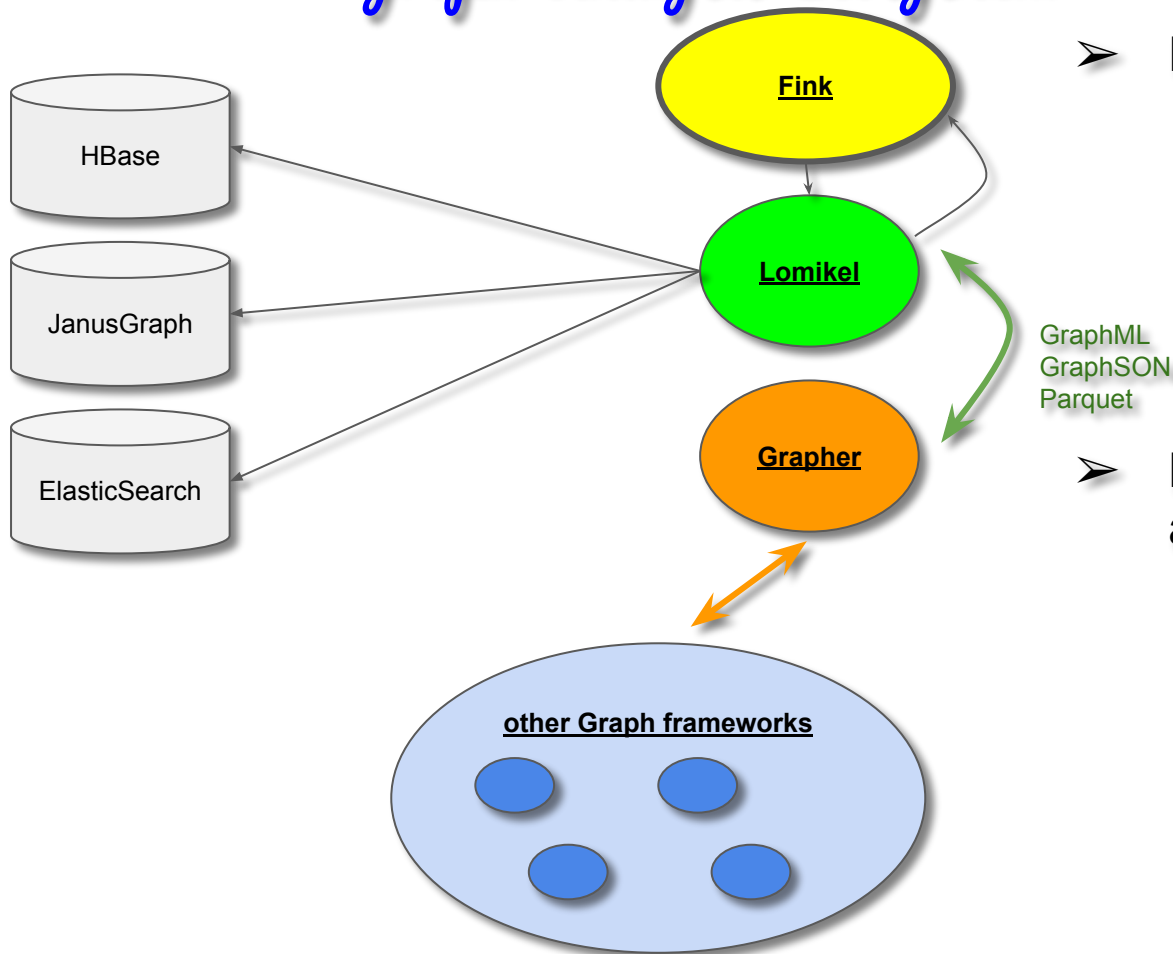 Fink
HBase
Lomikel
JanusGraph
GraphML
GraphSON
Parquet
Grapher
ElasticSearch
other Graph frameworks